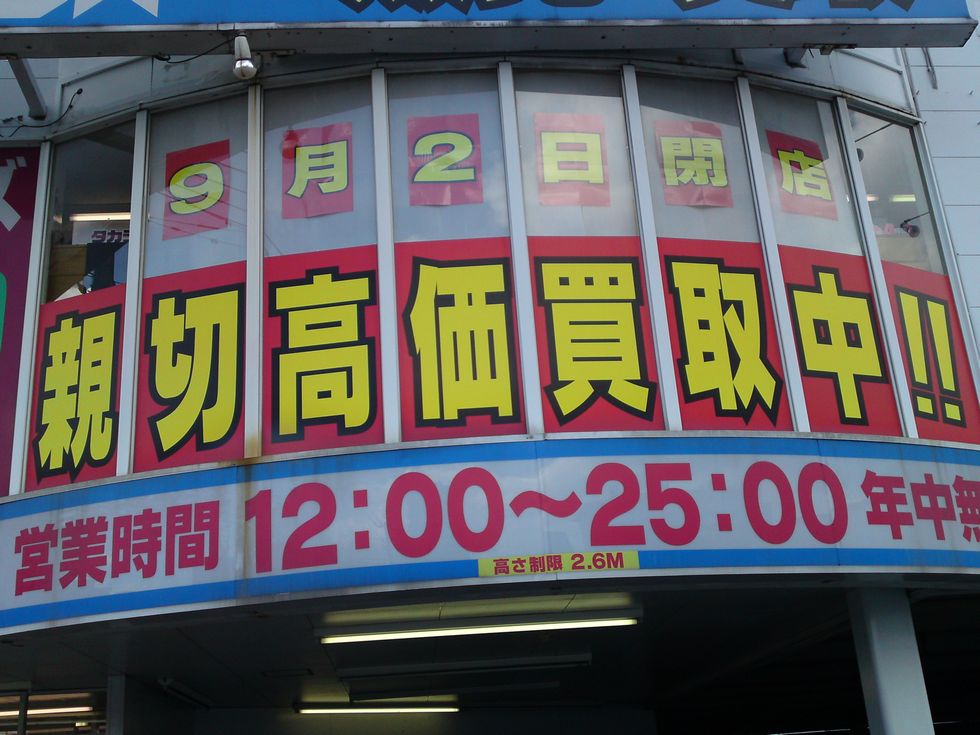 9月2日閉店
親切高価買取中!!
営業時間 12:00~25:00 年中無
高さ制限 2.6M